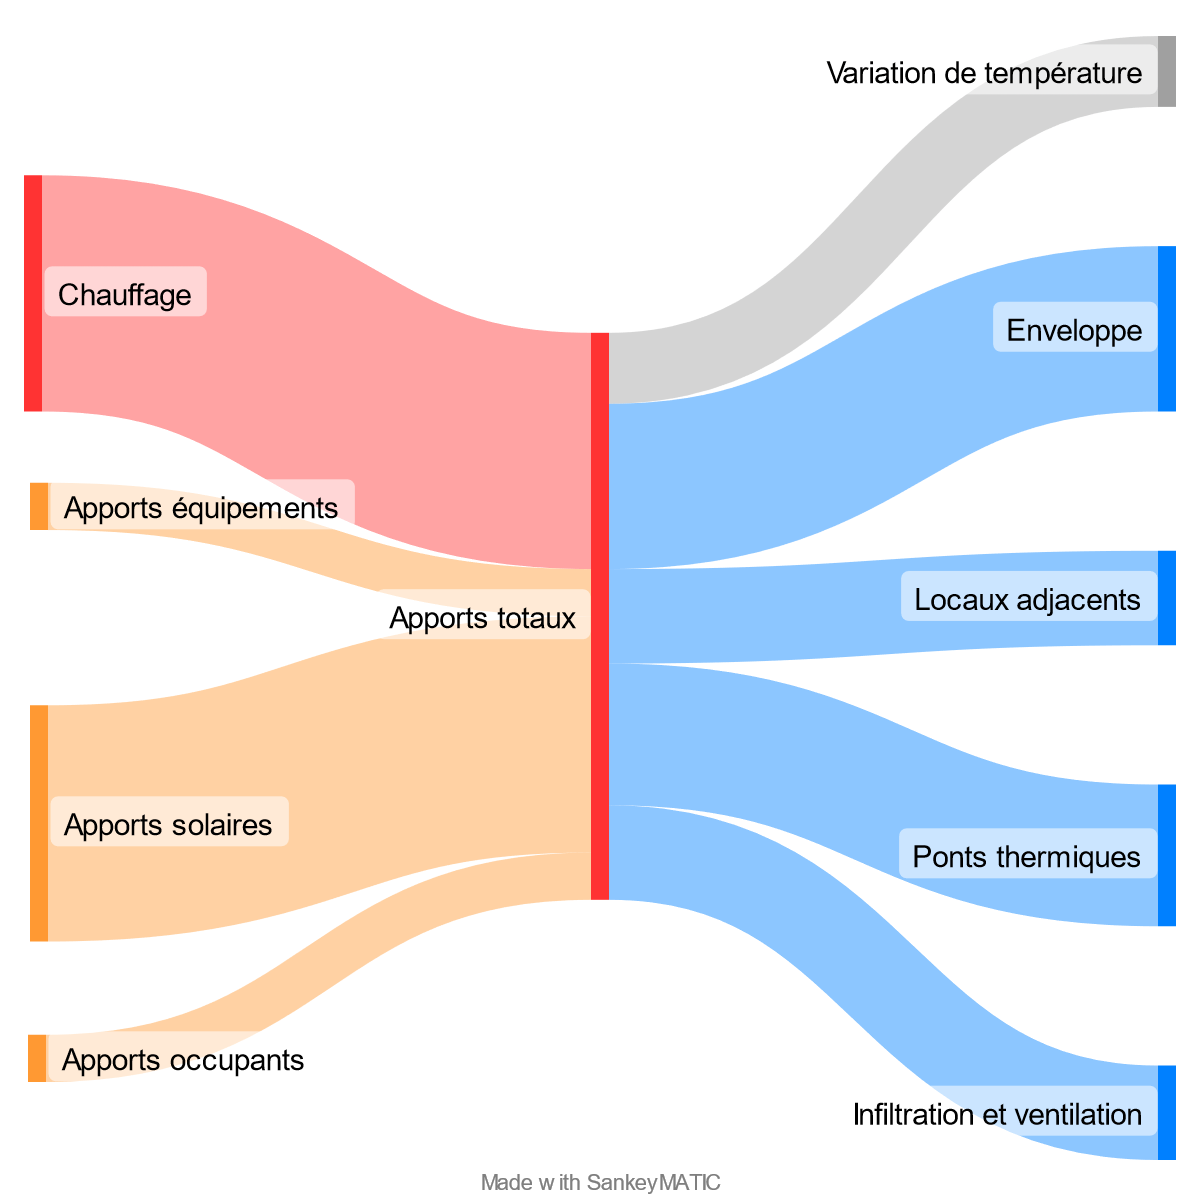 Variation de température
Chauffage
Enveloppe
Apports équipements
Locaux adjacents
Apports totaux
Apports solaires
Ponts thermiques
Apports occupants
Infiltration et ventilation
Made with SankeyMATIC